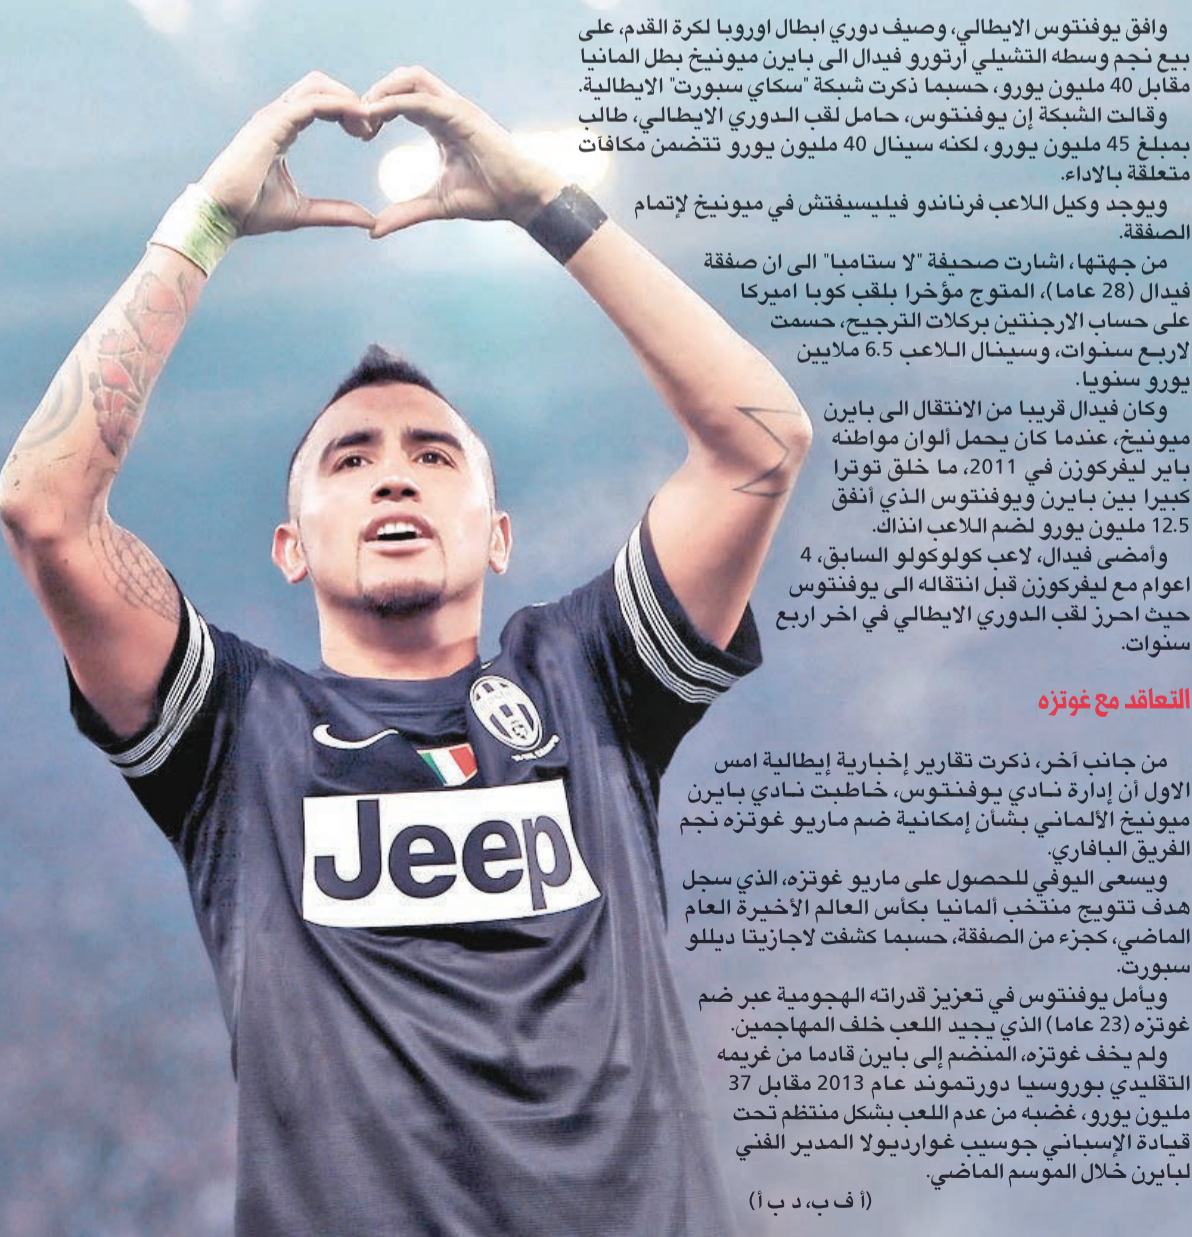 وافق يوفنتوس الايطالي، وصيف دوري ابطال اوروبا لكرة القدم، على
بيع نجم وسطه التشيلي ارتورو فيدال الى بايرن ميونيخ بطل المانيا
مقابل 40 مليون يورو، حسبما ذكرت شبكة "سكاي سبورت" الايطالية.
وقالت الشبكة إن يوفنتوس، حامل لقب الدوري الايطالي، طالب
بمبلغ 45 مليون يورو، لكنه سينال 40 مليون يورو تتضمن مكافآت
متعلقة بالاداء.
ويوجد وكيل اللاعب فرناندو فيليسيفتش في ميونيخ لإتمام
الصفقة.
من جهتها، اشارت صحيفة "لا ستامبا" الى ان صفقة
فيدال (28 عاما)، المتوج مؤخرا بلقب كوبا اميركا
على حساب الارجنتين بركلات الترجيح، حسمت
لاربع سنوات، وسينال اللاعب 6.5 ملايين
يورو سنويا.
وكان فيدال قريبا من الانتقال الى بايرن
ميونيخ، عندما كان يحمل ألوان مواطنه
باير ليفركوزن في 2011، ما خلق توترا
كبيرا بين بايرن ويوفنتوس الذي أنفق
12.5 مليون يورو لضم اللاعب انذاك.
وأمضى فيدال، لاعب كولوكولو السابق، 4
اعوام مع ليفركوزن قبل انتقاله الى يوفنتوس
حيث احرز لقب الدوري الايطالي في اخر اربع
سنوات.
التعاقد مع غوتزه
من جانب آخر، ذكرت تقارير إخبارية إيطالية امس
الاول أن إدارة نادي يوفنتوس، خاطبت نادي بايرن
ميونيخ الألماني بشأن إمكانية ضم ماريو غوتزه نجم
الفريق البافاري.
ويسعى اليوفي للحصول على ماريو غوتزه، الذي سجل
هدف تتويج منتخب ألمانيا بكأس العالم الأخيرة العام
الماضي، كجزء من الصفقة، حسبما كشفت لاجازيتا ديللو
سبورت.
ويأمل يوفنتوس في تعزيز قدراته الهجومية عبر ضم
غوتزه (23 عاما) الذي يجيد اللعب خلف المهاجمين.
ولم يخف غوتزه، المنضم إلى بايرن قادما من غريمه
التقليدي بوروسيا دورتموند عام 2013 مقابل 37
مليون يورو، غضبه من عدم اللعب بشكل منتظم تحت
قيادة الإسباني جوسيب غوارديولا المدير الفني
لبايرن خلال الموسم الماضي.
(أ ف ب، د ب أ)
Jeep